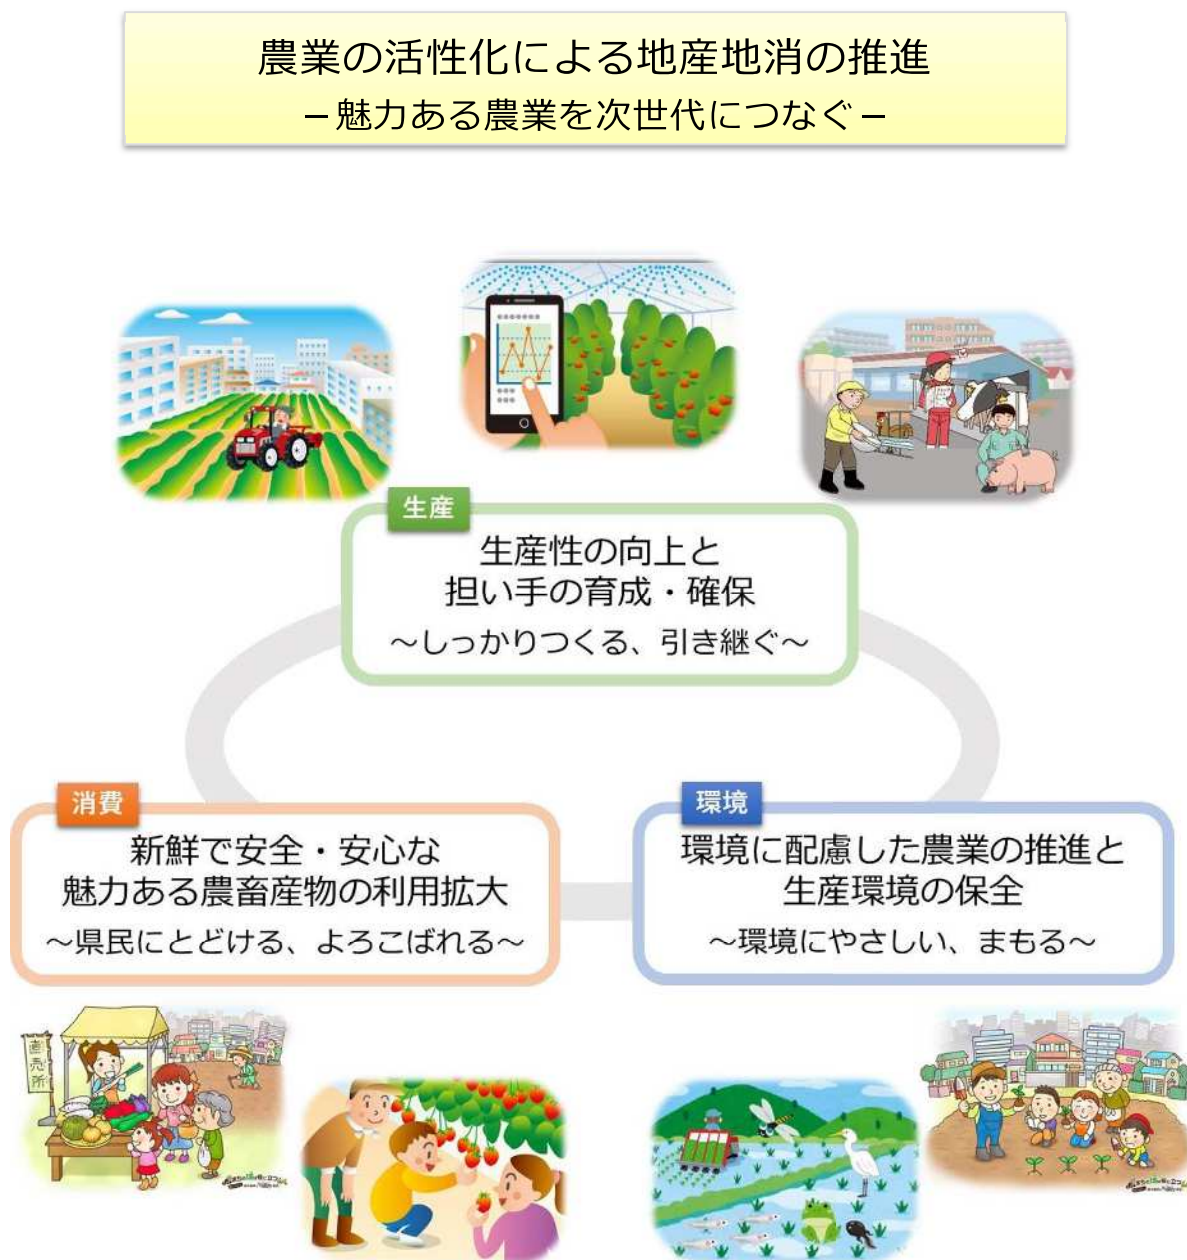 農業の活性化による地産地消の推進
－魅力ある農業を次世代につなぐ－
生産
生産性の向上と
担い手の育成・確保
～しっかりつくる、引き継ぐ～
消費
新鮮で安全・安心な
魅力ある農畜産物の利用拡大
～県民にとどける、よろこばれる～
環境
環境に配慮した農業の推進と
生産環境の保全
～環境にやさしい、まもる～
直売所